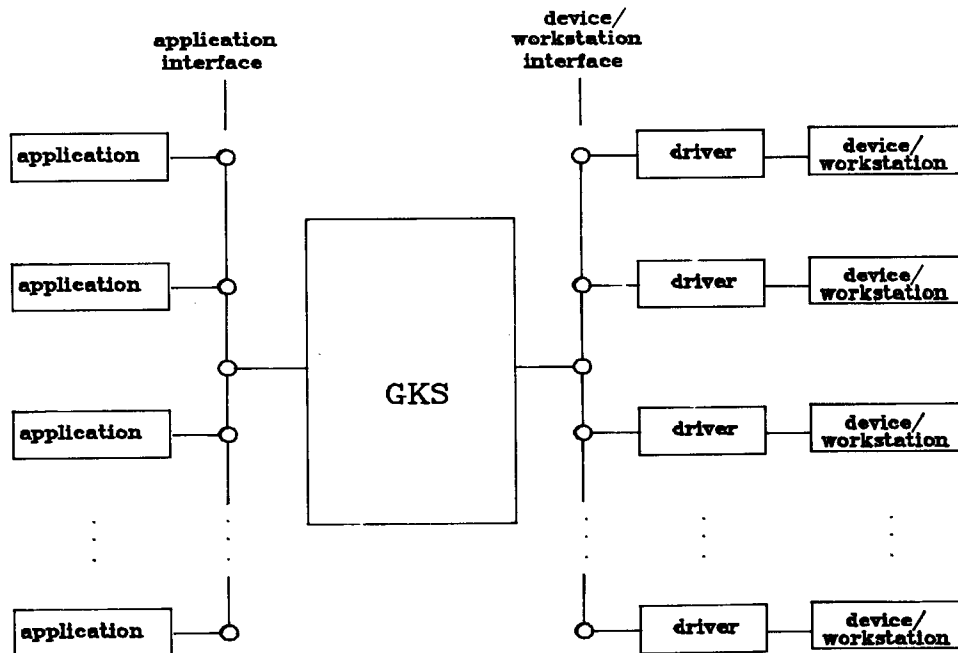 application
interface
device/
workstation
interface
application
driver
device/
workstation
application
driver
device/
workstation
GKS
application
driver
device/
workstation
application
driver
device/
workstation